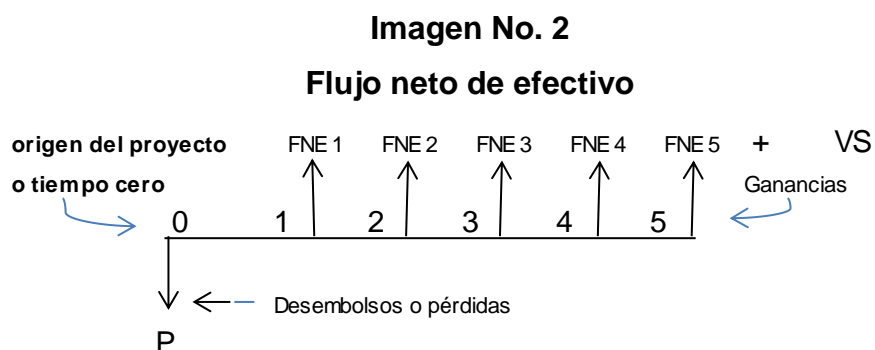 Imagen No. 2
Flujo neto de efectivo
origen del proyecto FNE 1 FNE 2 FNE 3 FNE 4 FNE 5 + VS
o tiempo cero Ganancias
0 1 2 3 4 5
Desembolsos o pérdidas
P